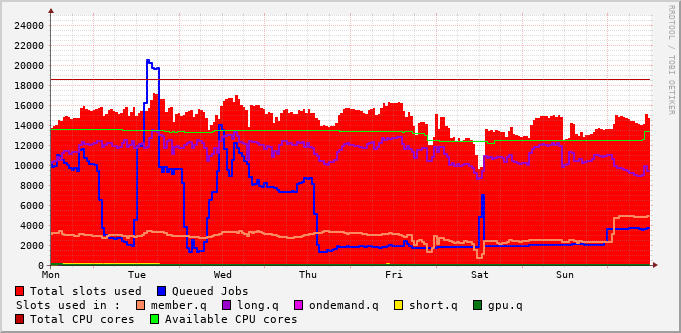 RRDTOOL / TOBI OETIKER
24000
22000
20000
18000
16000
14000
12000
10000
8000
6000
4000
2000
0
Mon Tue Wed Thu Fri Sat Sun
Total slots used Queued Jobs
Slots used in : member.q long.q ondemand.q short.q gpu.q
Total CPU cores Available CPU cores